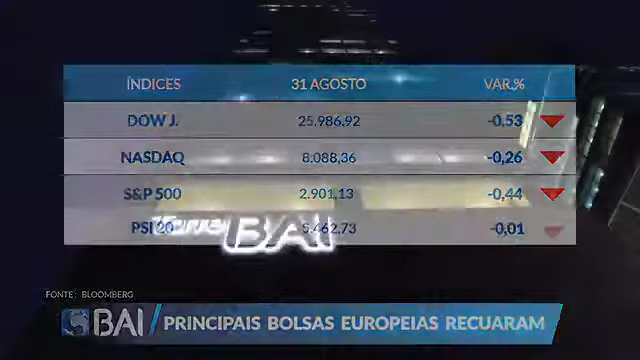 ÍNDICES 31 AGOSTO VAR.%
DOW J. 25.986,92 -0,53
NASDAQ 8.088,36 -0,26
S&P 500 2.901,13 -0,44
PSI 20 5.462,73 -0,01
BAI
FONTE: BLOOMBERG
BAI PRINCIPAIS BOLSAS EUROPEIAS RECUARAM